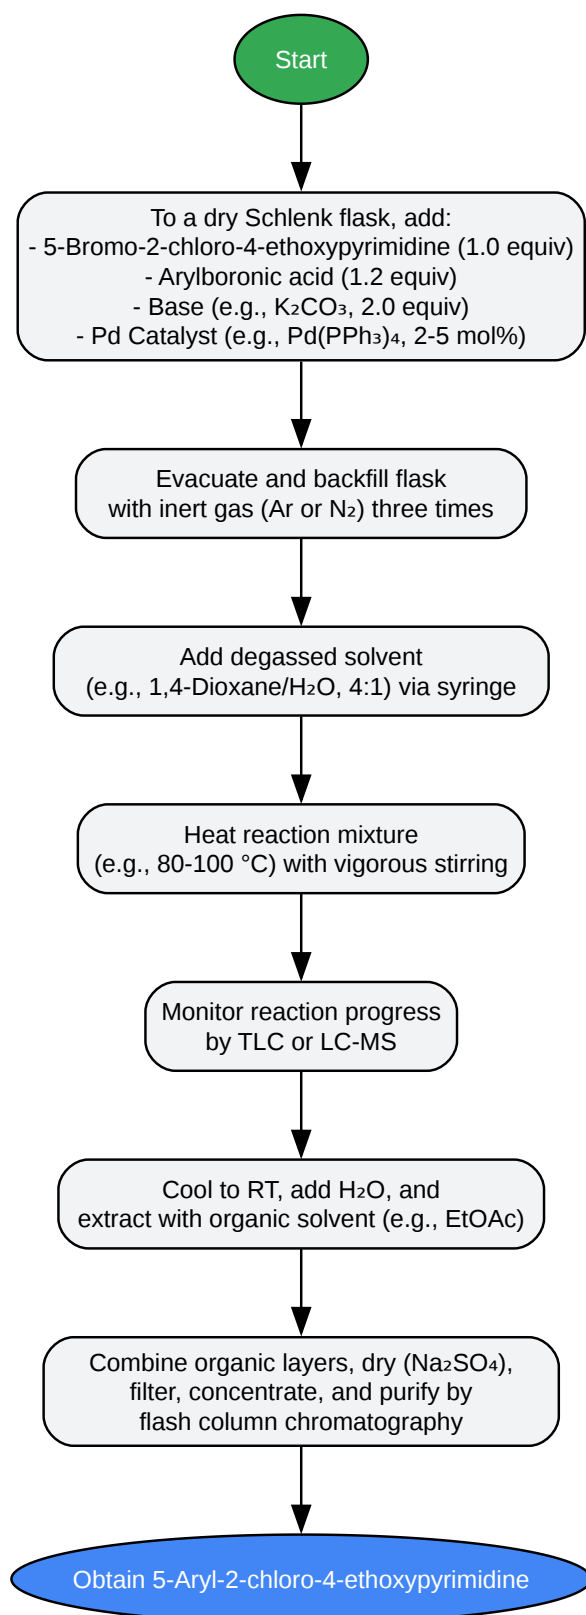 Start
To a dry Schlenk flask, add:
- 5-Bromo-2-chloro-4-ethoxypyrimidine (1.0 equiv)
- Arylboronic acid (1.2 equiv)
- Base (e.g., K₂CO₃, 2.0 equiv)
- Pd Catalyst (e.g., Pd(PPh₃)₄, 2-5 mol%)
Evacuate and backfill flask
with inert gas (Ar or N₂) three times
Add degassed solvent
(e.g., 1,4-Dioxane/H₂O, 4:1) via syringe
Heat reaction mixture
(e.g., 80-100 °C) with vigorous stirring
Monitor reaction progress
by TLC or LC-MS
Cool to RT, add H₂O, and
extract with organic solvent (e.g., EtOAc)
Combine organic layers, dry (Na₂SO₄),
filter, concentrate, and purify by
flash column chromatography
Obtain 5-Aryl-2-chloro-4-ethoxypyrimidine